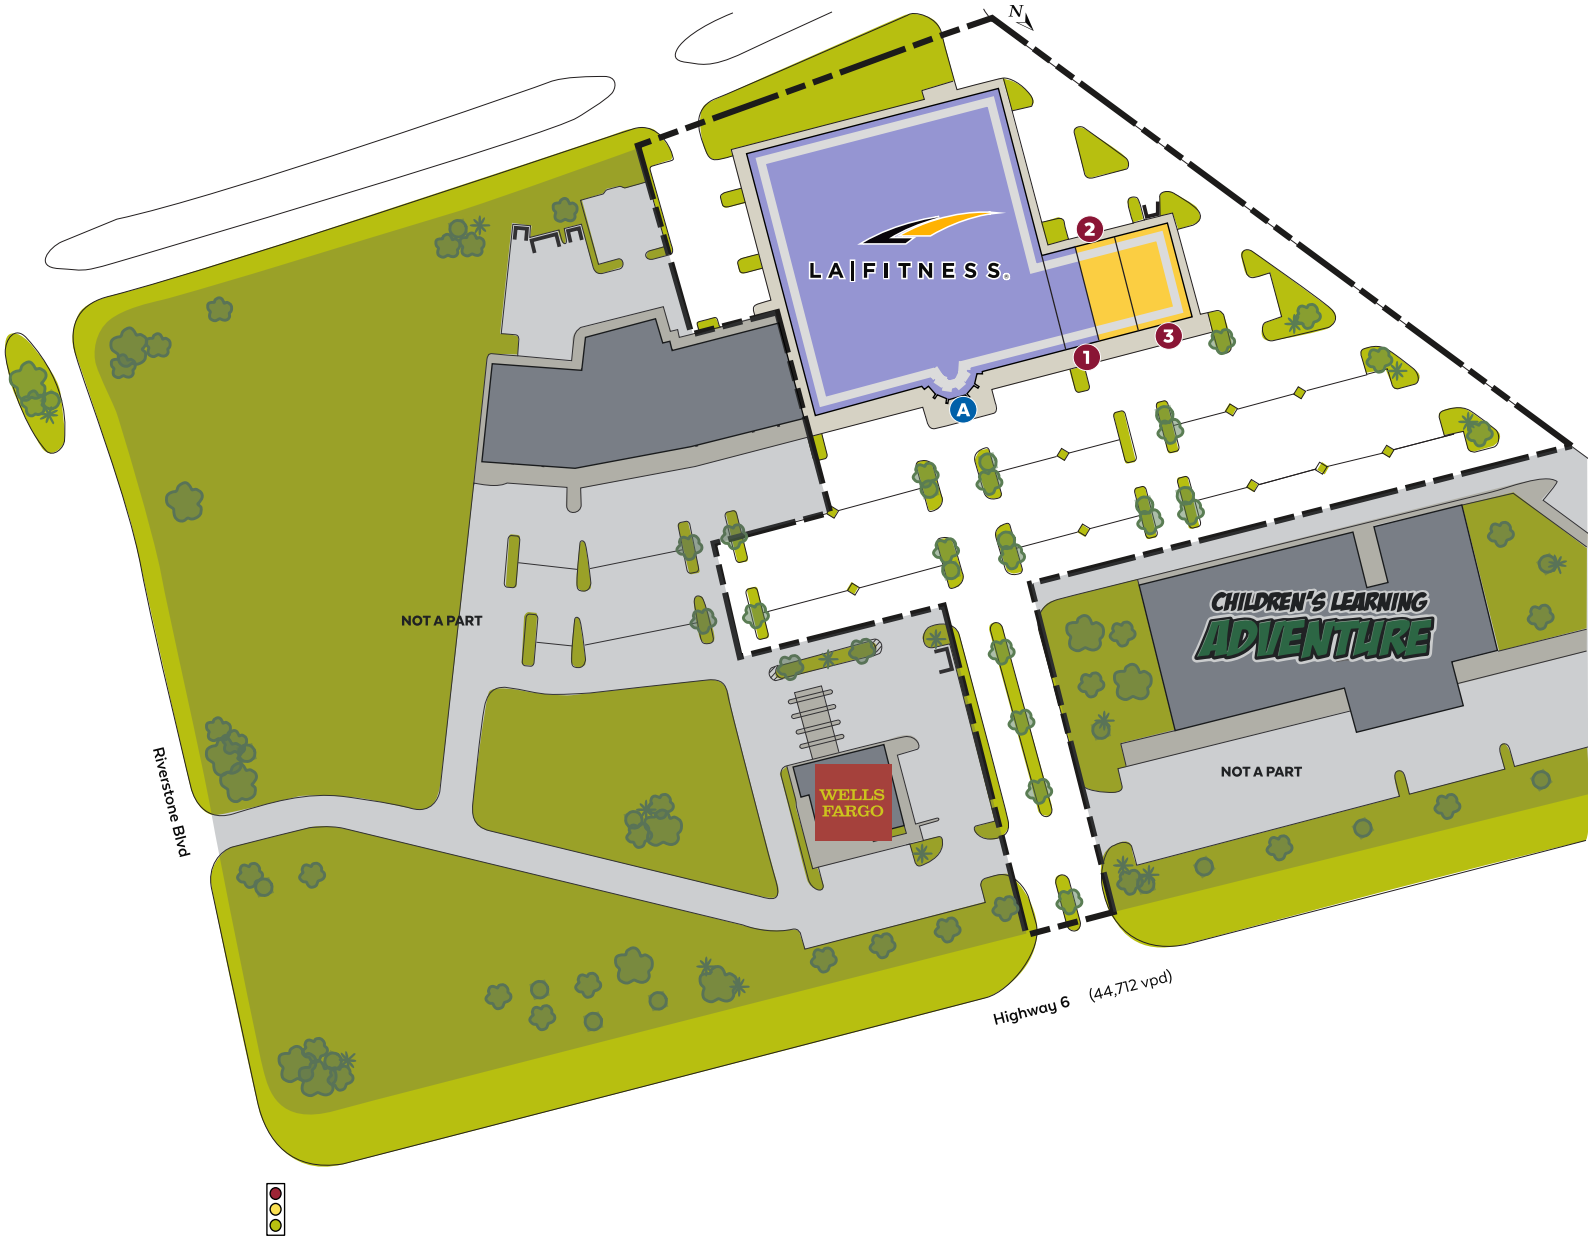 N
2
LA|FITNESS.
3
1
A
CHILDREN'S LEARNING
ADVENTURE
NOT A PART
NOT A PART
Riverstone Blvd
WELLS
FARGO
Highway 6 (44,712 vpd)